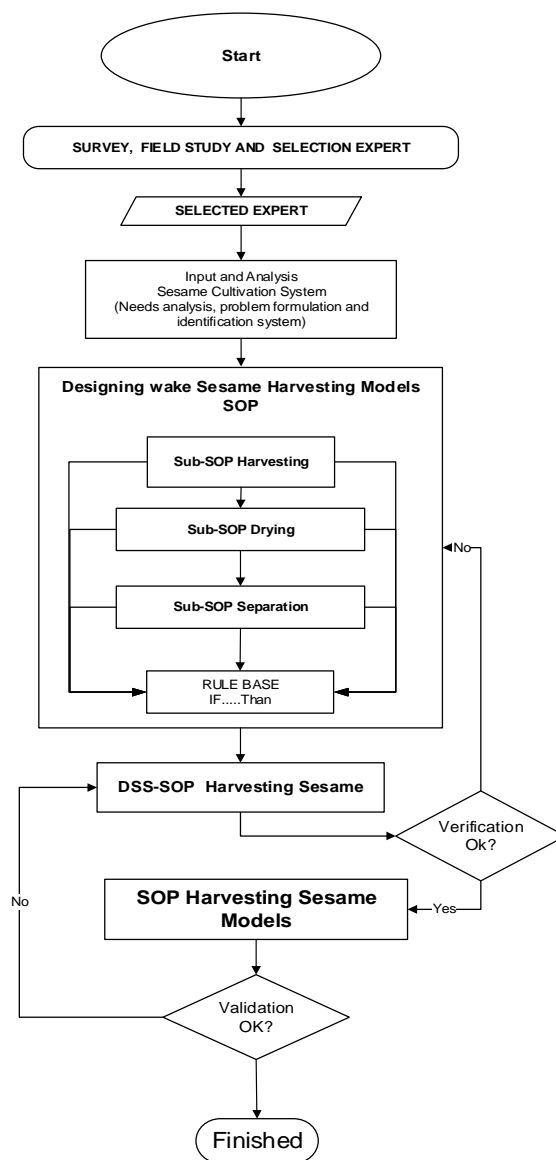 Start
SURVEY, FIELD STUDY AND SELECTION EXPERT
SELECTED EXPERT
Input and Analysis
Sesame Cultivation System
(Needs analysis, problem formulation and
identification system)
Designing wake Sesame Harvesting Models
SOP
Sub-SOP Harvesting
Sub-SOP Drying
No
Sub-SOP Separation
RULE BASE
IF.....Than
DSS-SOP Harvesting Sesame
Verification
Ok?
No
SOP Harvesting Sesame
Models
Yes
Validation
OK?
Finished